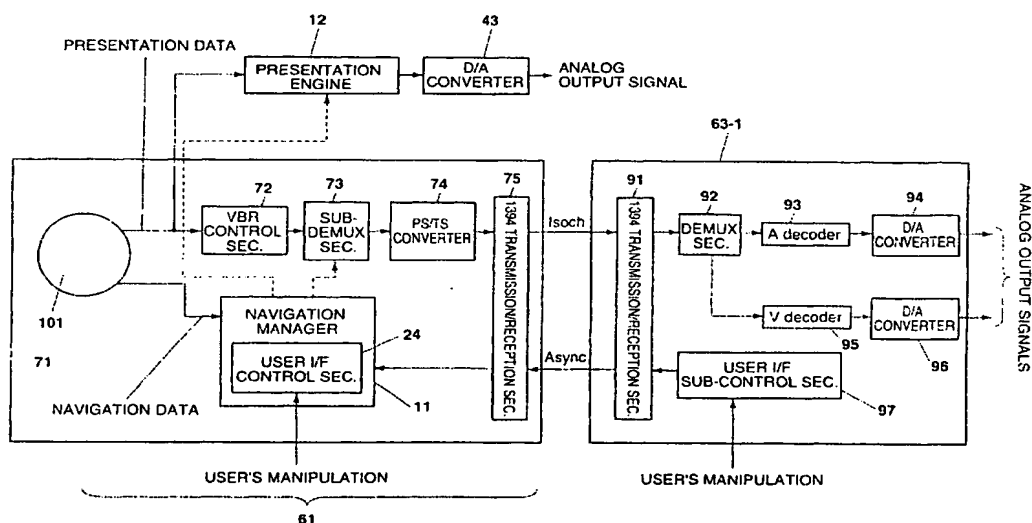 PRESENTATION DATA
12
PRESENTATION
ENGINE
43
D/A
CONVERTER
ANALOG
OUTPUT SIGNAL
63-1
72
VBR
CONTROL
SEC.
73
SUB-
DEMUX
SEC.
74
PS/TS
CONVERTER
75
1394 TRANSMISSION/RECEPTION SEC.
Isoch
91
1394 TRANSMISSION/RECEPTION SEC.
92
DEMUX
SEC.
93
A decoder
94
D/A
CONVERTER
ANALOG OUTPUT SIGNALS
101
NAVIGATION
MANAGER
24
USER I/F
CONTROL SEC.
11
Async
V decoder
95
D/A
CONVERTER
96
71
USER I/F
SUB-CONTROL SEC.
97
NAVIGATION DATA
USER'S MANIPULATION
USER'S MANIPULATION
61